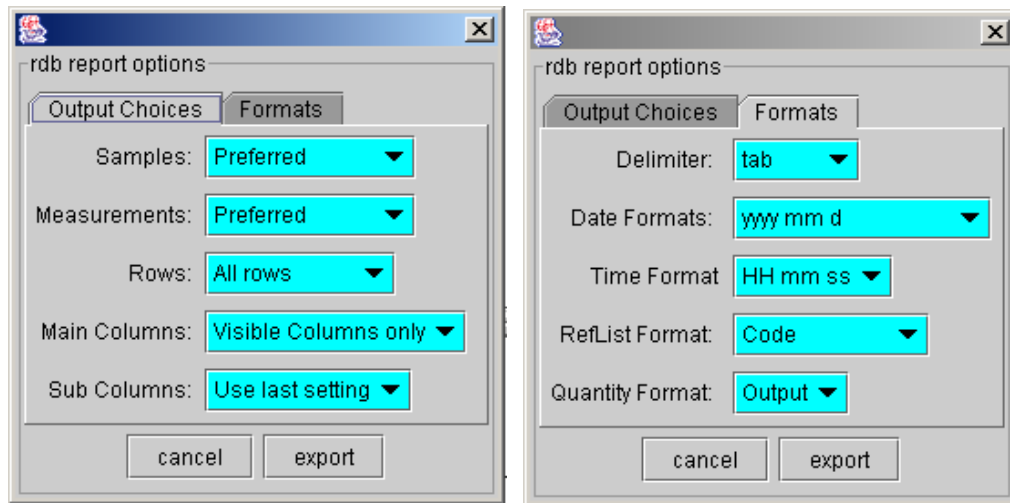 rdb report options
Output Choices Formats
Samples: Preferred
Measurements: Preferred
Rows: All rows
Main Columns: Visible Columns only
Sub Columns: Use last setting
cancel export
rdb report options
Output Choices Formats
Delimiter: tab
Date Formats: yyyy mm d
Time Format HH mm ss
RefList Format: Code
Quantity Format: Output
cancel export